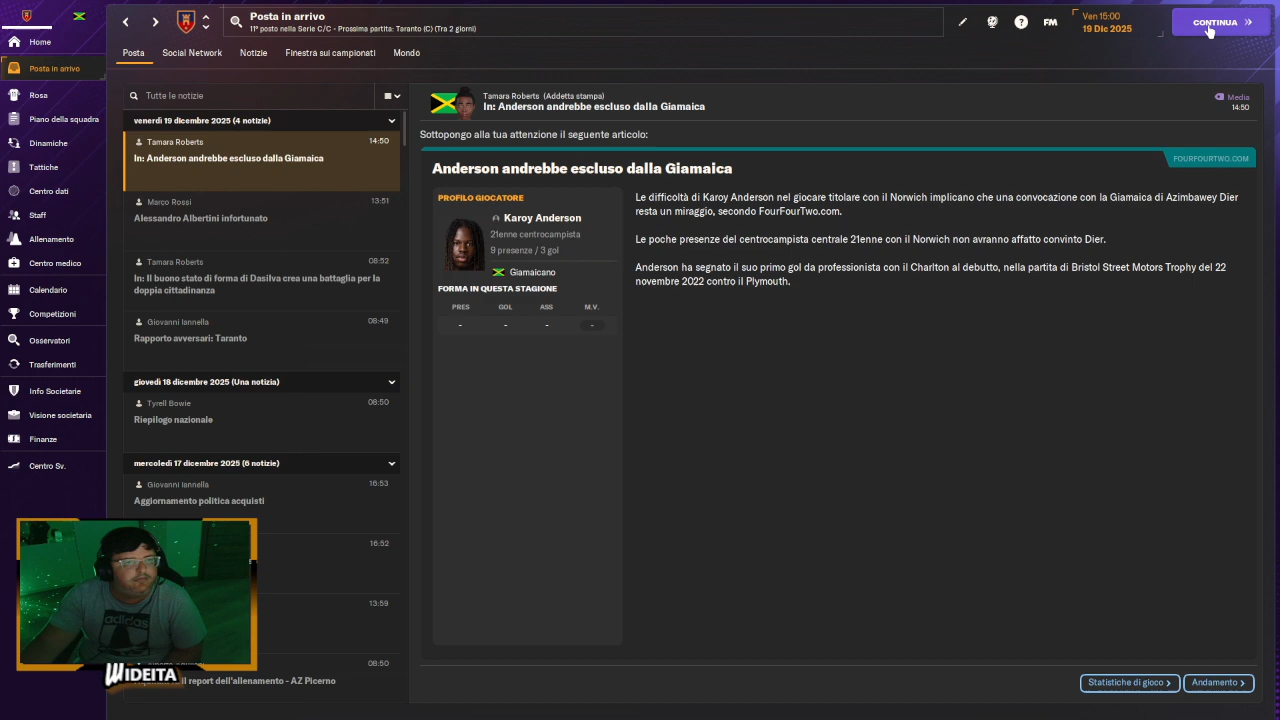 Posta in arrivo
11° posto nella Serie C/C - Prossima partita: Taranto (C) (Tra 2 giorni)
FM
Ven 15:00
19 Dic 2025
CONTINUA
Posta
Social Network
Notizie
Finestra sui campionati
Mondo
Home
Posta in arrivo
Rosa
Piano della squadra
Dinamiche
Tattiche
Centro dati
Staff
Allenamento
Centro medico
Calendario
Competizioni
Osservatori
Trasferimenti
Info Societarie
Visione societaria
Finanze
Centro Sv.
Tutte le notizie
venerdì 19 dicembre 2025 (4 notizie)
Tamara Roberts 14:50
In: Anderson andrebbe escluso dalla Giamaica
Marco Rossi 13:51
Alessandro Albertini infortunato
Tamara Roberts 08:52
In: Il buono stato di forma di Dasilva crea una battaglia per la
doppia cittadinanza
Giovanni Iannella 08:49
Rapporto avversari: Taranto
giovedì 18 dicembre 2025 (Una notizia)
Tyrell Bowie 08:50
Riepilogo nazionale
mercoledì 17 dicembre 2025 (6 notizie)
Giovanni Iannella 16:53
Aggiornamento politica acquisti
16:52
13:59
08:50
il report dell'allenamento - AZ Picerno
Tamara Roberts (Addetta stampa)
In: Anderson andrebbe escluso dalla Giamaica
Media
14:50
Sottopongo alla tua attenzione il seguente articolo:
FOURFOURTWO.COM
Anderson andrebbe escluso dalla Giamaica
PROFILO GIOCATORE
Karoy Anderson
21enne centrocampista
9 presenze / 3 gol
Giamaicano
FORMA IN QUESTA STAGIONE
PRES GOL ASS M.V.
- - - -
Le difficoltà di Karoy Anderson nel giocare titolare con il Norwich implicano che una convocazione con la Giamaica di Azimbawey Dier
resta un miraggio, secondo FourFourTwo.com.
Le poche presenze del centrocampista centrale 21enne con il Norwich non avranno affatto convinto Dier.
Anderson ha segnato il suo primo gol da professionista con il Charlton al debutto, nella partita di Bristol Street Motors Trophy del 22
novembre 2022 contro il Plymouth.
Statistiche di gioco
Andamento
adidas
WIDEITA